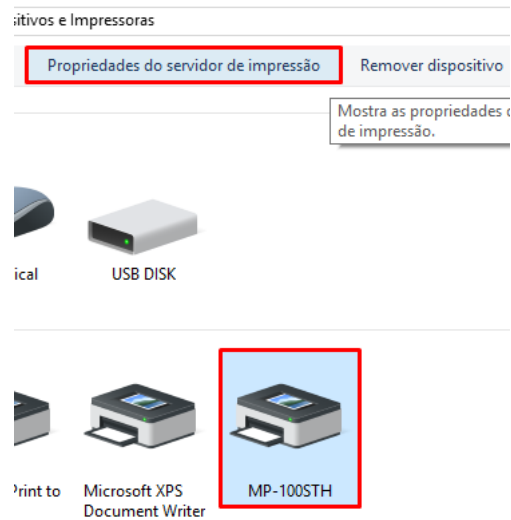 sitivos e Impressoras
Propriedades do servidor de impressão Remover dispositivo
Mostra as propriedades
de impressão.
ical USB DISK
Print to Microsoft XPS MP-100STH
Document Writer